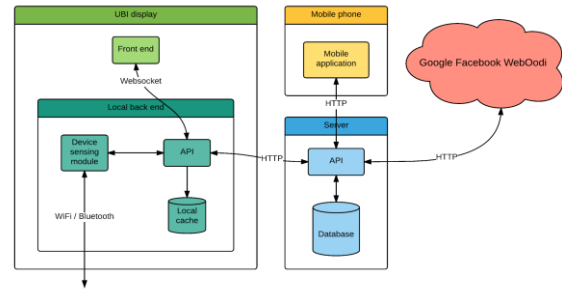 UBI display
Front end
Websocket
Local back end
Device
sensing
module
API
Local
cache
WiFi / Bluetooth
HTTP
Mobile phone
Mobile
application
HTTP
Server
API
Database
HTTP
Google Facebook WebOodi